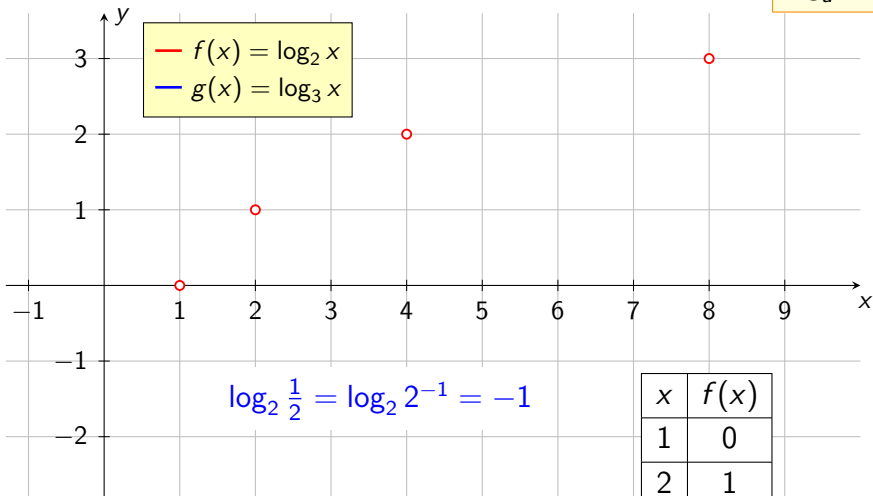 y
f(x) = log₂ x
g(x) = log₃ x
3
2
1
−1 1 2 3 4 5 6 7 8 9 x
−1
log₂ ½ = log₂ 2⁻¹ = −1
−2
x f(x)
1 0
2 1